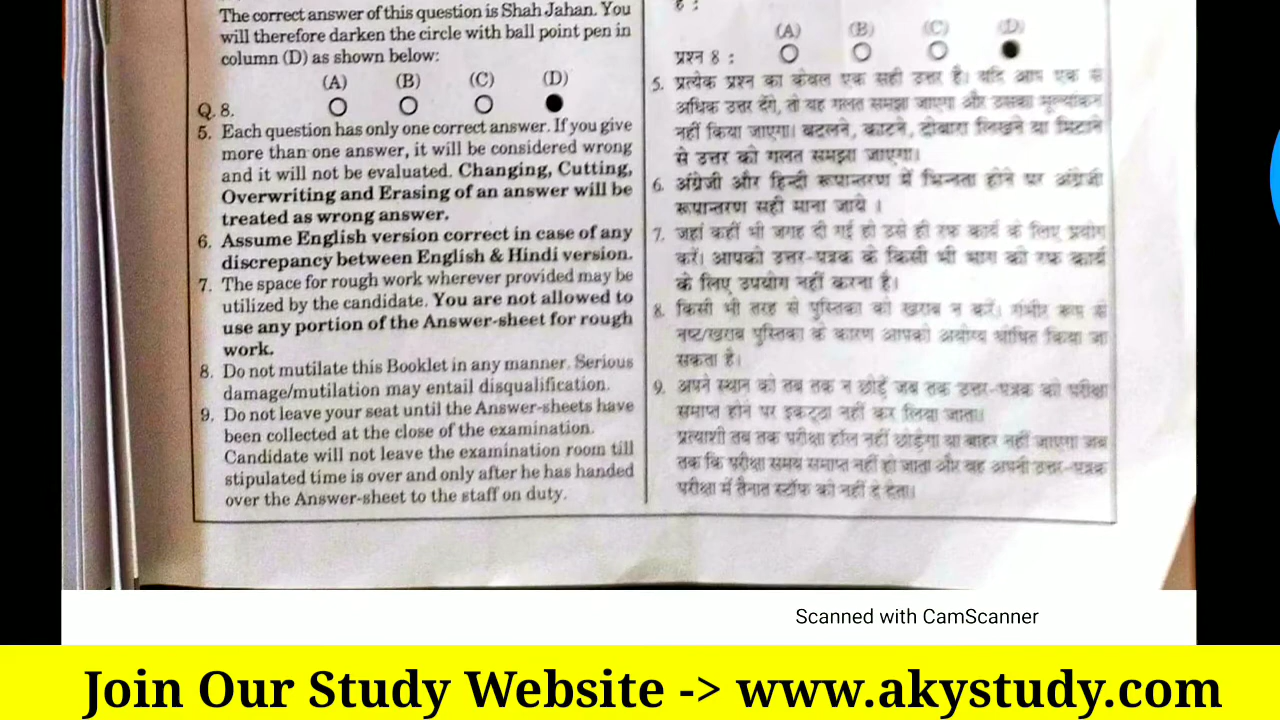 The correct answer of this question is Shah Jahan. You
will therefore darken the circle with ball point pen in
column (D) as shown below:
(A) (B) (C) (D)
Q. 8.
5. Each question has only one correct answer. If you give
more than one answer, it will be considered wrong
and it will not be evaluated. Changing, Cutting,
Overwriting and Erasing of an answer will be
treated as wrong answer.
6. Assume English version correct in case of any
discrepancy between English & Hindi version.
7. The space for rough work wherever provided may be
utilized by the candidate. You are not allowed to
use any portion of the Answer-sheet for rough
work.
8. Do not mutilate this Booklet in any manner. Serious
damage/mutilation may entail disqualification.
9. Do not leave your seat until the Answer-sheets have
been collected at the close of the examination.
Candidate will not leave the examination room till
stipulated time is over and only after he has handed
over the Answer-sheet to the staff on duty.
(A) (B) (C) (D)
प्रश्न 8 :
5. प्रत्येक प्रश्न का केवल एक सही उत्तर है। यदि आप एक से
अधिक उत्तर देंगे, तो यह गलत समझा जाएगा और उसका मूल्यांकन
नहीं किया जाएगा। बदलने, काटने, दोबारा लिखने या मिटाने
से उत्तर को गलत समझा जाएगा।
6. अंग्रेजी और हिन्दी रूपान्तरण में भिन्नता होने पर अंग्रेजी
रूपान्तरण सही माना जाये ।
7. जहां कहीं भी जगह दी गई हो उसे ही रफ कार्य के लिए प्रयोग
करें। आपको उत्तर-पत्रक के किसी भी भाग को रफ कार्य
के लिए उपयोग नहीं करना है।
8. किसी भी तरह से पुस्तिका को खराब न करें। गंभीर रूप से
नष्ट/खराब पुस्तिका के कारण आपको अयोग्य घोषित किया जा
सकता है।
9. अपने स्थान को तब तक न छोड़ें जब तक उत्तर-पत्रक को परीक्षा
समाप्त होने पर इकट्ठा नहीं कर लिया जाता।
प्रत्याशी तब तक परीक्षा हॉल नहीं छोड़ेगा या बाहर नहीं जाएगा जब
तक कि परीक्षा समय समाप्त नहीं हो जाता और वह अपनी उत्तर-पत्रक
परीक्षा में तैनात स्टॉफ को नहीं दे देता।
Scanned with CamScanner
Join Our Study Website -> www.akystudy.com